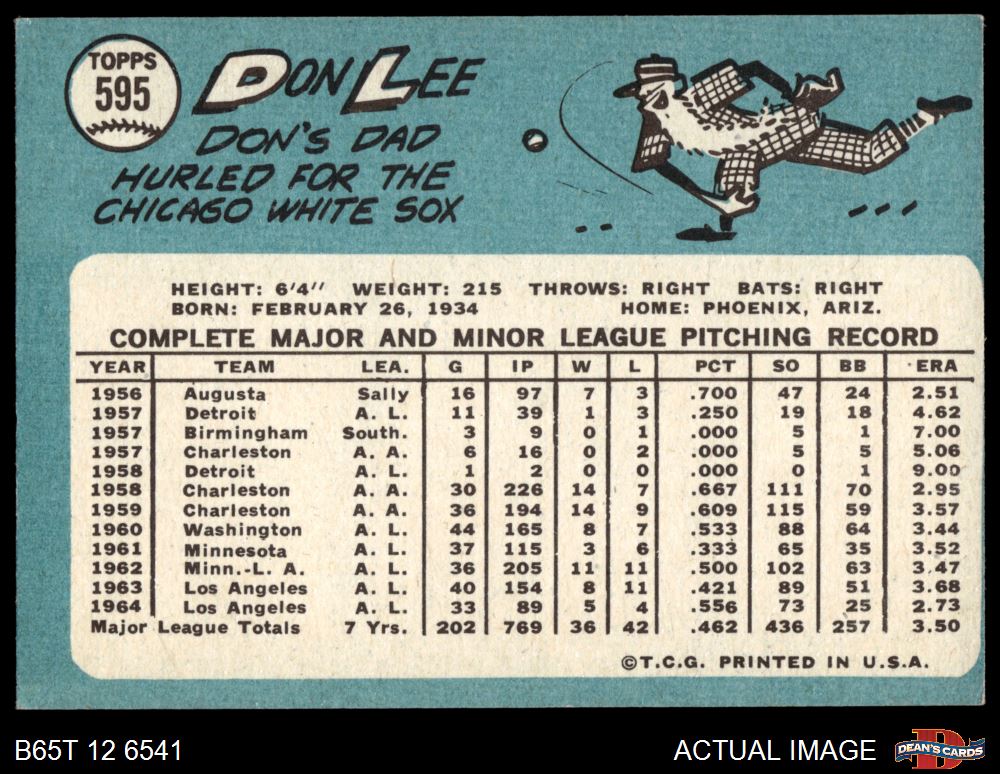 TOPPS
595
DON LEE
DON'S DAD
HURLED FOR THE
CHICAGO WHITE SOX
HEIGHT: 6'4" WEIGHT: 215 THROWS: RIGHT BATS: RIGHT
BORN: FEBRUARY 26, 1934 HOME: PHOENIX, ARIZ.
COMPLETE MAJOR AND MINOR LEAGUE PITCHING RECORD
YEAR TEAM LEA. G IP W L PCT SO BB ERA
1956 Augusta Sally 16 97 7 3 .700 47 24 2.51
1957 Detroit A. L. 11 39 1 3 .250 19 18 4.62
1957 Birmingham South. 3 9 0 1 .000 5 1 7.00
1957 Charleston A. A. 6 16 0 2 .000 5 5 5.06
1958 Detroit A. L. 1 2 0 0 .000 0 1 9.00
1958 Charleston A. A. 30 226 14 7 .667 111 70 2.95
1959 Charleston A. A. 36 194 14 9 .609 115 59 3.57
1960 Washington A. L. 44 165 8 7 .533 88 64 3.44
1961 Minnesota A. L. 37 115 3 6 .333 65 35 3.52
1962 Minn.-L. A. A. L. 36 205 11 11 .500 102 63 3.47
1963 Los Angeles A. L. 40 154 8 11 .421 89 51 3.68
1964 Los Angeles A. L. 33 89 5 4 .556 73 25 2.73
Major League Totals 7 Yrs. 202 769 36 42 .462 436 257 3.50
©T.C.G. PRINTED IN U.S.A.
B65T 12 6541 ACTUAL IMAGE D DEAN'S CARDS